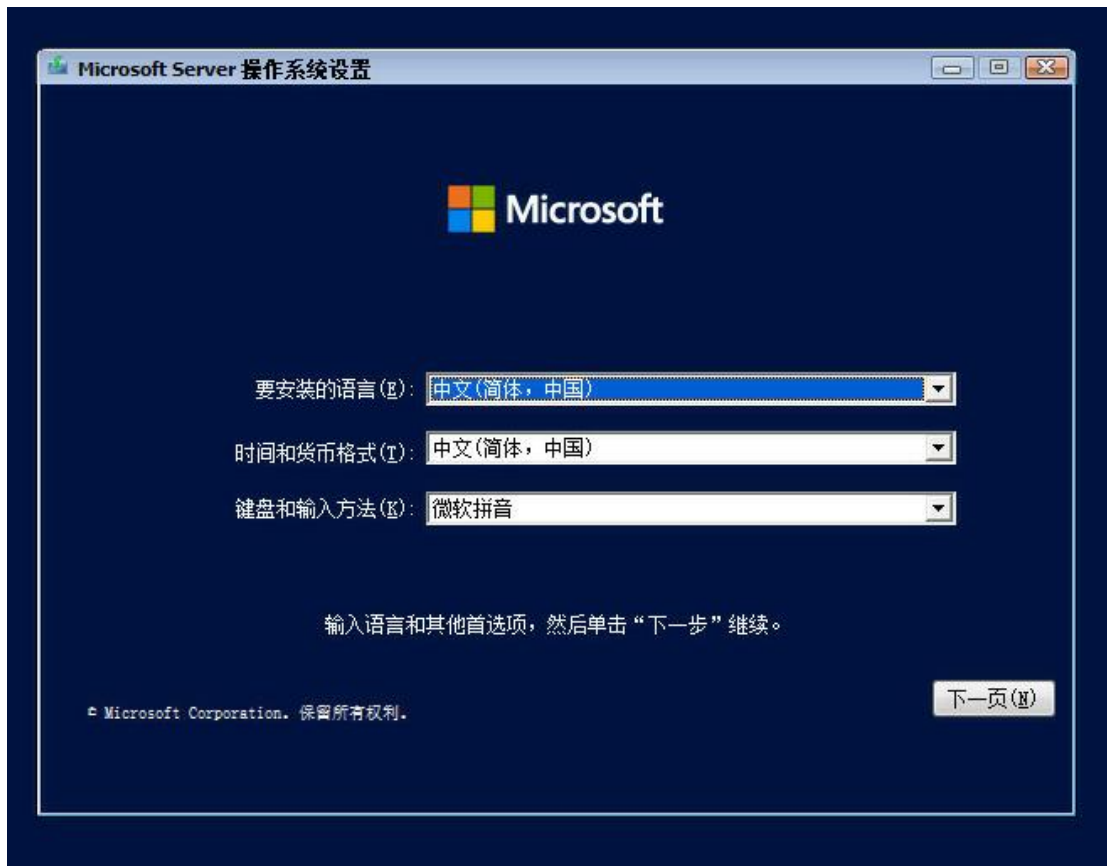 Microsoft Server 操作系统设置
Microsoft
要安装的语言(E): 中文(简体，中国)
时间和货币格式(T): 中文(简体，中国)
键盘和输入方法(K): 微软拼音
输入语言和其他首选项，然后单击“下一步”继续。
© Microsoft Corporation。保留所有权利。
下一页(N)